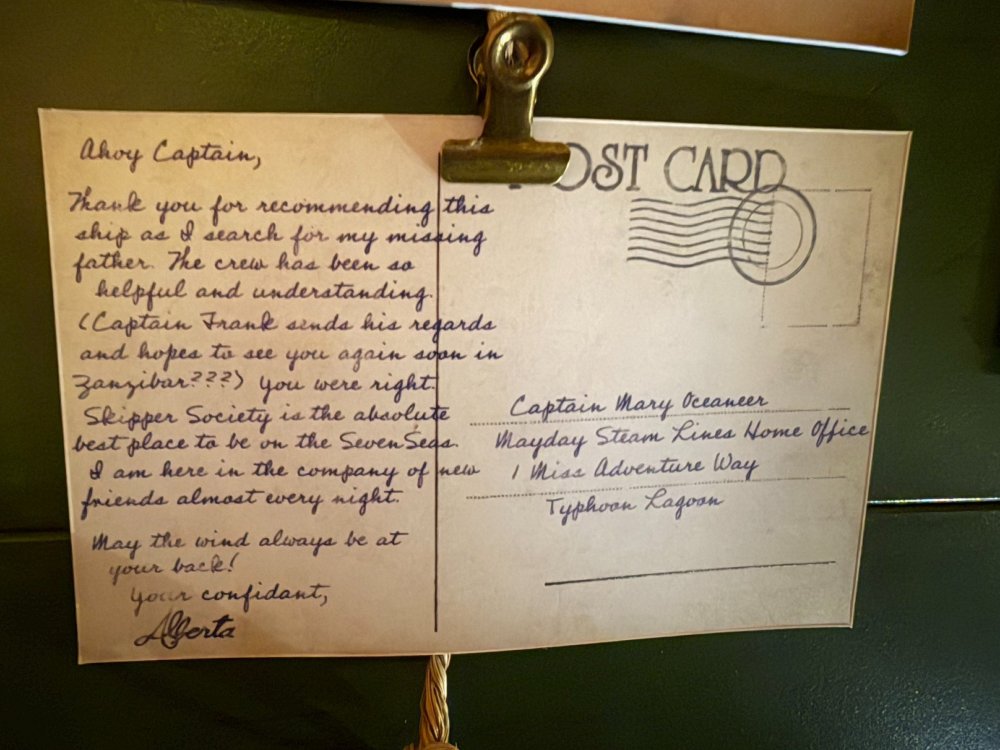 Ahoy Captain,
Thank you for recommending this
ship as I search for my missing
father. The crew has been so
helpful and understanding.
(Captain Frank sends his regards
and hopes to see you again soon in
Zanzibar???) You were right.
Skipper Society is the absolute
best place to be on the Seven Seas.
I am here in the company of new
friends almost every night.
May the wind always be at
your back!
Your confidant,
Alberta
POST CARD
Captain Mary Oceaneer
Mayday Steam Lines Home Office
1 Miss Adventure Way
Typhoon Lagoon